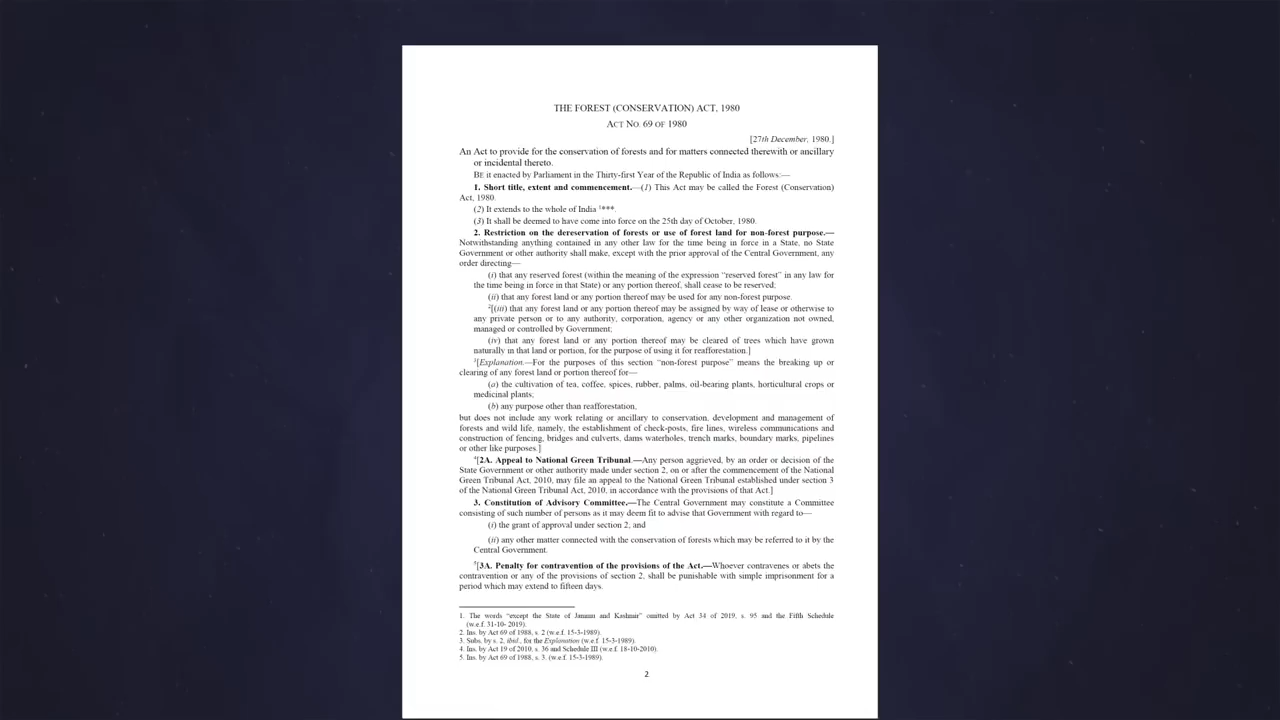 THE FOREST (CONSERVATION) ACT, 1980
ACT NO. 69 OF 1980
[27th December, 1980.]
An Act to provide for the conservation of forests and for matters connected therewith or ancillary
or incidental thereto.
BE it enacted by Parliament in the Thirty-first Year of the Republic of India as follows:—
1. Short title, extent and commencement.—(1) This Act may be called the Forest (Conservation)
Act, 1980.
(2) It extends to the whole of India 1***
(3) It shall be deemed to have come into force on the 25th day of October, 1980.
2. Restriction on the dereservation of forests or use of forest land for non-forest purpose.—
Notwithstanding anything contained in any other law for the time being in force in a State, no State
Government or other authority shall make, except with the prior approval of the Central Government, any
order directing—
(i) that any reserved forest (within the meaning of the expression “reserved forest” in any law for
the time being in force in that State) or any portion thereof, shall cease to be reserved;
(ii) that any forest land or any portion thereof may be used for any non-forest purpose.
2[(iii) that any forest land or any portion thereof may be assigned by way of lease or otherwise to
any private person or to any authority, corporation, agency or any other organization not owned,
managed or controlled by Government;
(iv) that any forest land or any portion thereof may be cleared of trees which have grown
naturally in that land or portion, for the purpose of using it for reafforestation.]
3[Explanation.—For the purposes of this section “non-forest purpose” means the breaking up or
clearing of any forest land or portion thereof for—
(a) the cultivation of tea, coffee, spices, rubber, palms, oil-bearing plants, horticultural crops or
medicinal plants;
(b) any purpose other than reafforestation,
but does not include any work relating or ancillary to conservation, development and management of
forests and wild life, namely, the establishment of check-posts, fire lines, wireless communications and
construction of fencing, bridges and culverts, dams waterholes, trench marks, boundary marks, pipelines
or other like purposes.]
4[2A. Appeal to National Green Tribunal.—Any person aggrieved, by an order or decision of the
State Government or other authority made under section 2, on or after the commencement of the National
Green Tribunal Act, 2010, may file an appeal to the National Green Tribunal established under section 3
of the National Green Tribunal Act, 2010, in accordance with the provisions of that Act.]
3. Constitution of Advisory Committee.—The Central Government may constitute a Committee
consisting of such number of persons as it may deem fit to advise that Government with regard to—
(i) the grant of approval under section 2, and
(ii) any other matter connected with the conservation of forests which may be referred to it by the
Central Government.
5[3A. Penalty for contravention of the provisions of the Act.—Whoever contravenes or abets the
contravention or any of the provisions of section 2, shall be punishable with simple imprisonment for a
period which may extend to fifteen days.
1. The words “except the State of Jammu and Kashmir” omitted by Act 34 of 2019, s. 95 and the Fifth Schedule
(w.e.f. 31-10- 2019).
2. Ins. by Act 69 of 1988, s. 2 (w.e.f. 15-3-1989).
3. Subs. by s. 2, ibid., for the Explanation (w.e.f. 15-3-1989).
4. Ins. by Act 19 of 2010, s. 36 and Schedule III (w.e.f. 18-10-2010).
5. Ins. by Act 69 of 1988, s. 3. (w.e.f. 15-3-1989).
2